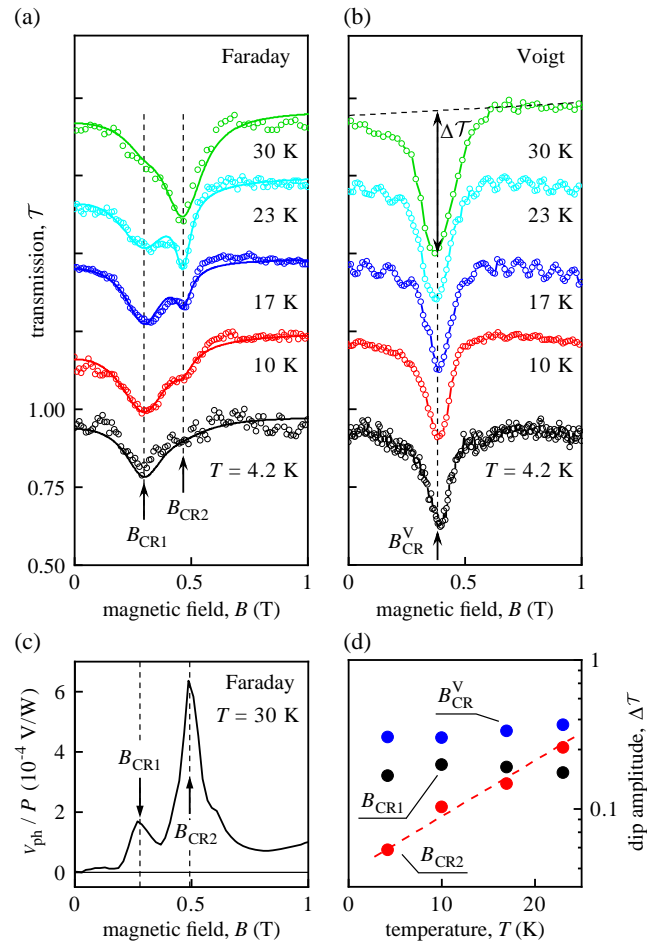 (a)
Faraday
30 K
23 K
17 K
10 K
T = 4.2 K
B_CR1
B_CR2
transmission, 𝒯
1.00
0.75
0.50
0
0.5
1
magnetic field, B (T)
(b)
Voigt
Δ𝒯
30 K
23 K
17 K
10 K
T = 4.2 K
B^V_CR
0
0.5
1
magnetic field, B (T)
(c)
Faraday
T = 30 K
B_CR1
B_CR2
v_ph / P (10^-4 V/W)
6
4
2
0
0
0.5
1
magnetic field, B (T)
(d)
B^V_CR
B_CR1
B_CR2
1
0.1
dip amplitude, Δ𝒯
0
10
20
temperature, T (K)